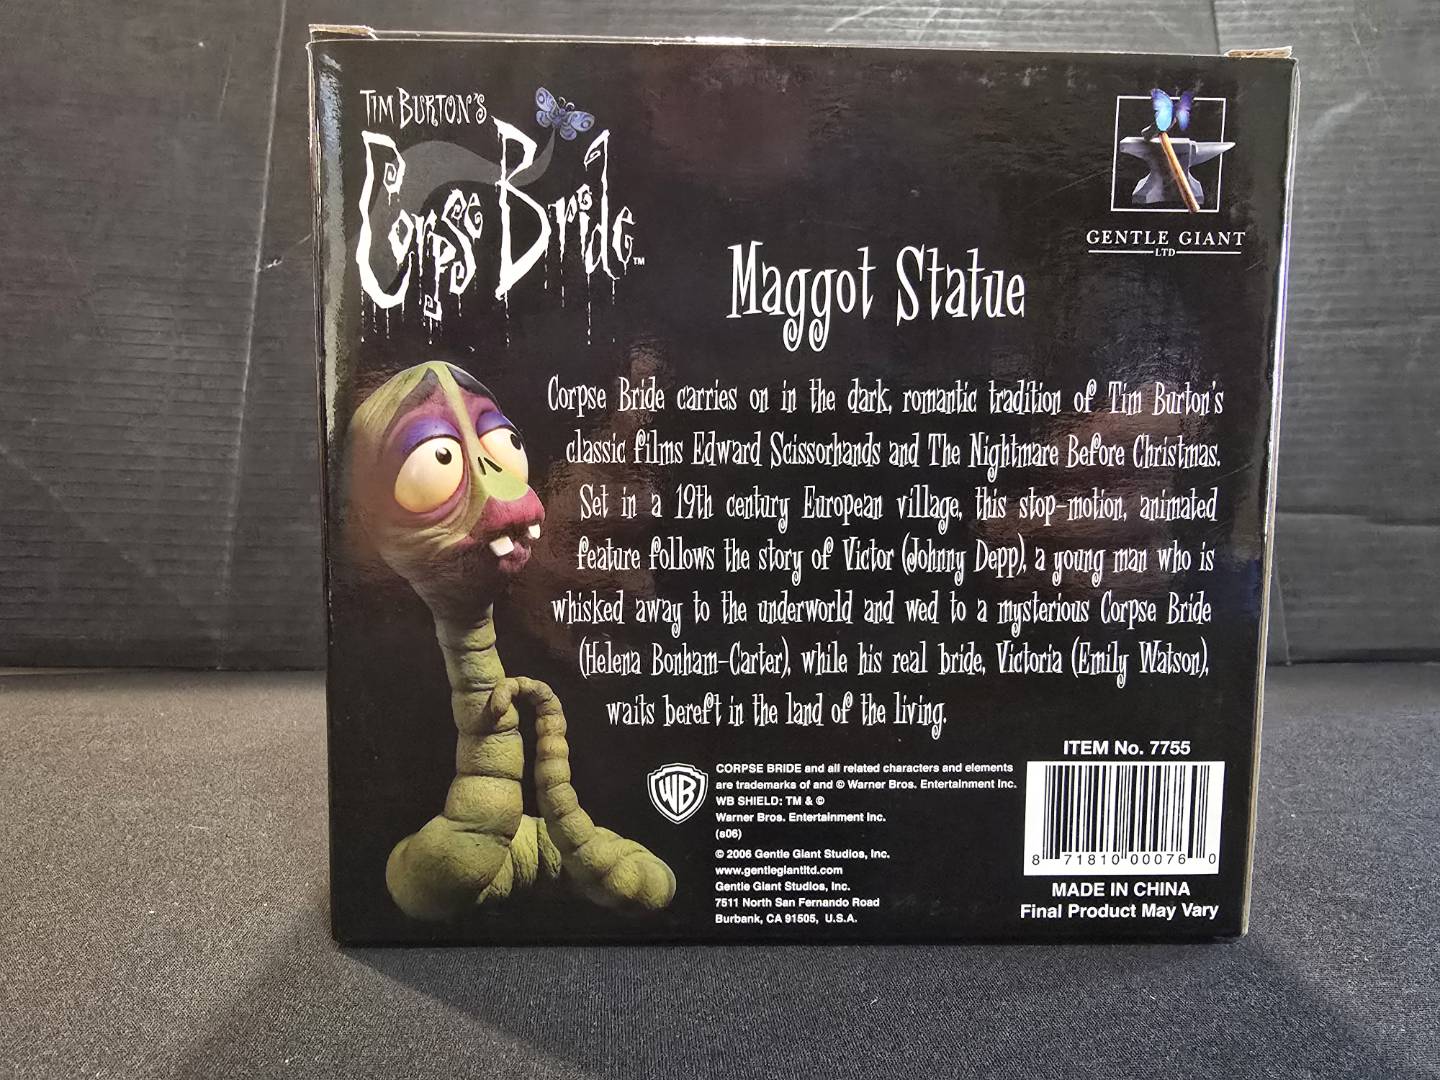 TIM BURTON'S
Corpse Bride™
GENTLE GIANT
LTD
Maggot Statue
Corpse Bride carries on in the dark, romantic tradition of Tim Burton's
classic films Edward Scissorhands and The Nightmare Before Christmas.
Set in a 19th century European village, this stop-motion, animated
feature follows the story of Victor (Johnny Depp), a young man who is
whisked away to the underworld and wed to a mysterious Corpse Bride
(Helena Bonham-Carter), while his real bride, Victoria (Emily Watson),
waits bereft in the land of the living.
WB
CORPSE BRIDE and all related characters and elements
are trademarks of and © Warner Bros. Entertainment Inc.
WB SHIELD: TM & ©
Warner Bros. Entertainment Inc.
(s06)
© 2006 Gentle Giant Studios, Inc.
www.gentlegiantltd.com
Gentle Giant Studios, Inc.
7511 North San Fernando Road
Burbank, CA 91505, U.S.A.
ITEM No. 7755
8 71810 00076 0
MADE IN CHINA
Final Product May Vary